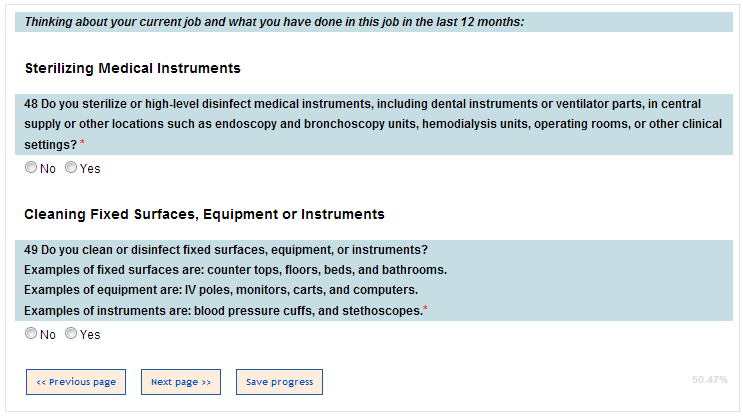 Thinking about your current job and what you have done in this job in the last 12 months:
Sterilizing Medical Instruments
48 Do you sterilize or high-level disinfect medical instruments, including dental instruments or ventilator parts, in central
supply or other locations such as endoscopy and bronchoscopy units, hemodialysis units, operating rooms, or other clinical
settings? *
No Yes
Cleaning Fixed Surfaces, Equipment or Instruments
49 Do you clean or disinfect fixed surfaces, equipment, or instruments?
Examples of fixed surfaces are: counter tops, floors, beds, and bathrooms.
Examples of equipment are: IV poles, monitors, carts, and computers.
Examples of instruments are: blood pressure cuffs, and stethoscopes.*
No Yes
<< Previous page Next page >> Save progress 50.47%